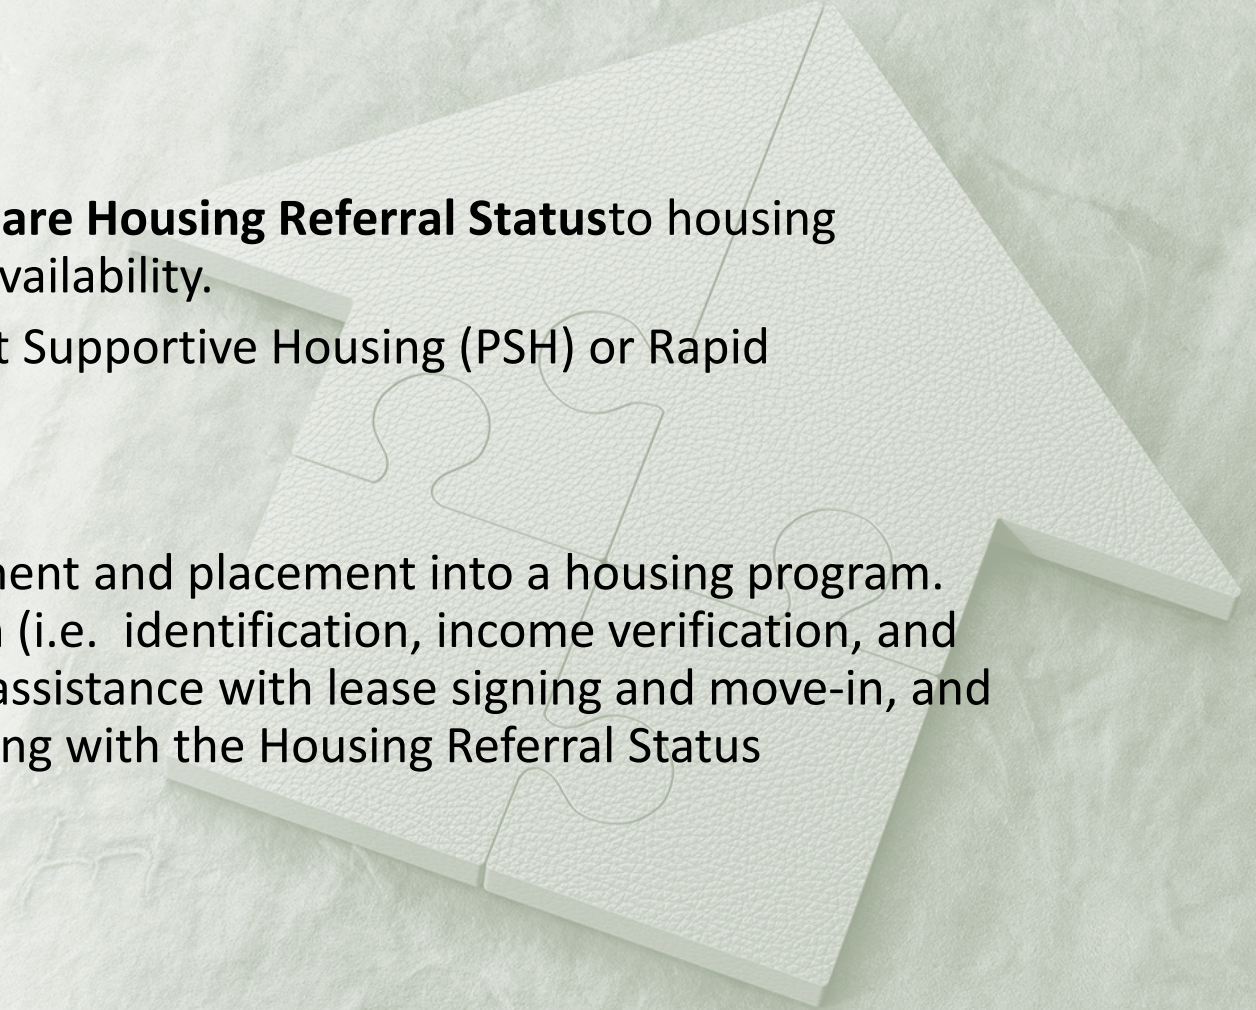 are Housing Referral Statusto housing
vailability.
t Supportive Housing (PSH) or Rapid
ent and placement into a housing program.
(i.e.  identification, income verification, and
assistance with lease signing and move-in, and
ng with the Housing Referral Status